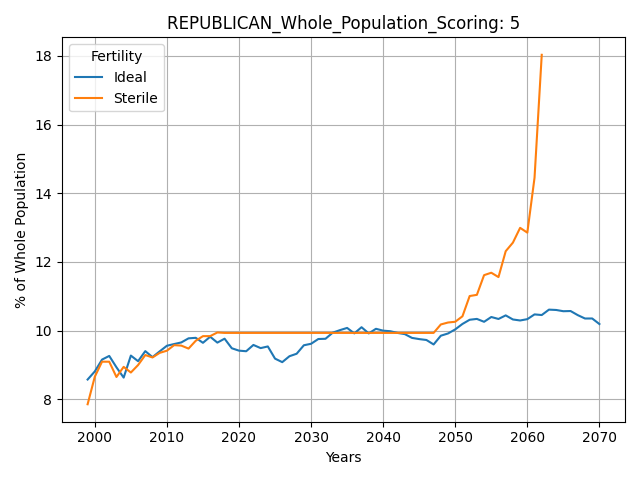 REPUBLICAN_Whole_Population_Scoring: 5
Fertility
Ideal
Sterile
% of Whole Population
18
16
14
12
10
8
2000 2010 2020 2030 2040 2050 2060 2070
Years